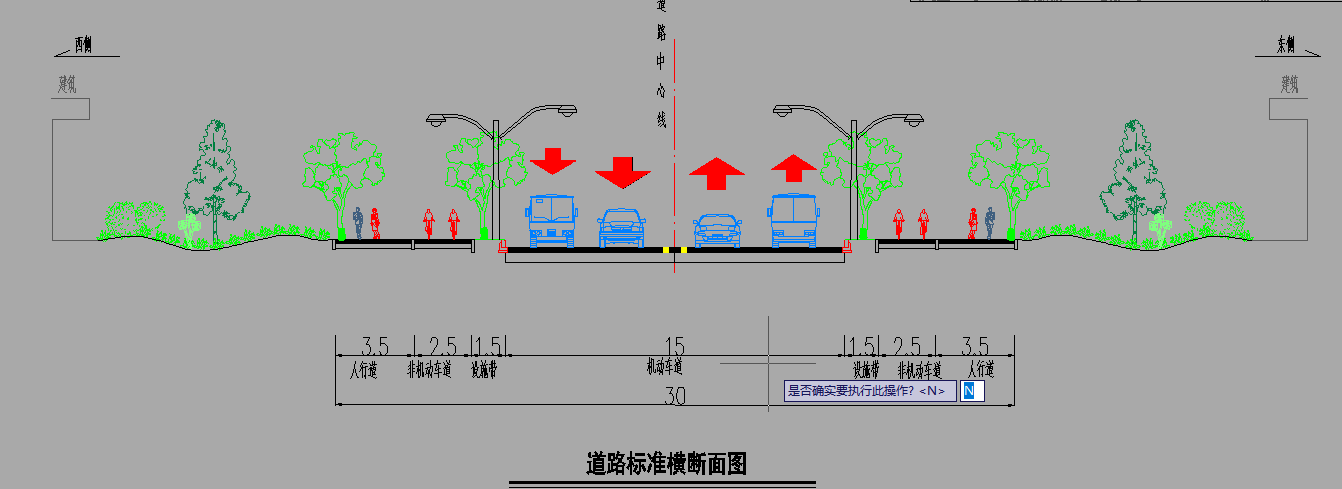 道路中心线
西侧
东侧
建筑
建筑
3.5 2.5 1.5 15 1.5 2.5 3.5
人行道 非机动车道 设施带 机动车道 设施带 非机动车道 人行道
是否确实要执行此操作? <N> N
30
道路标准横断面图